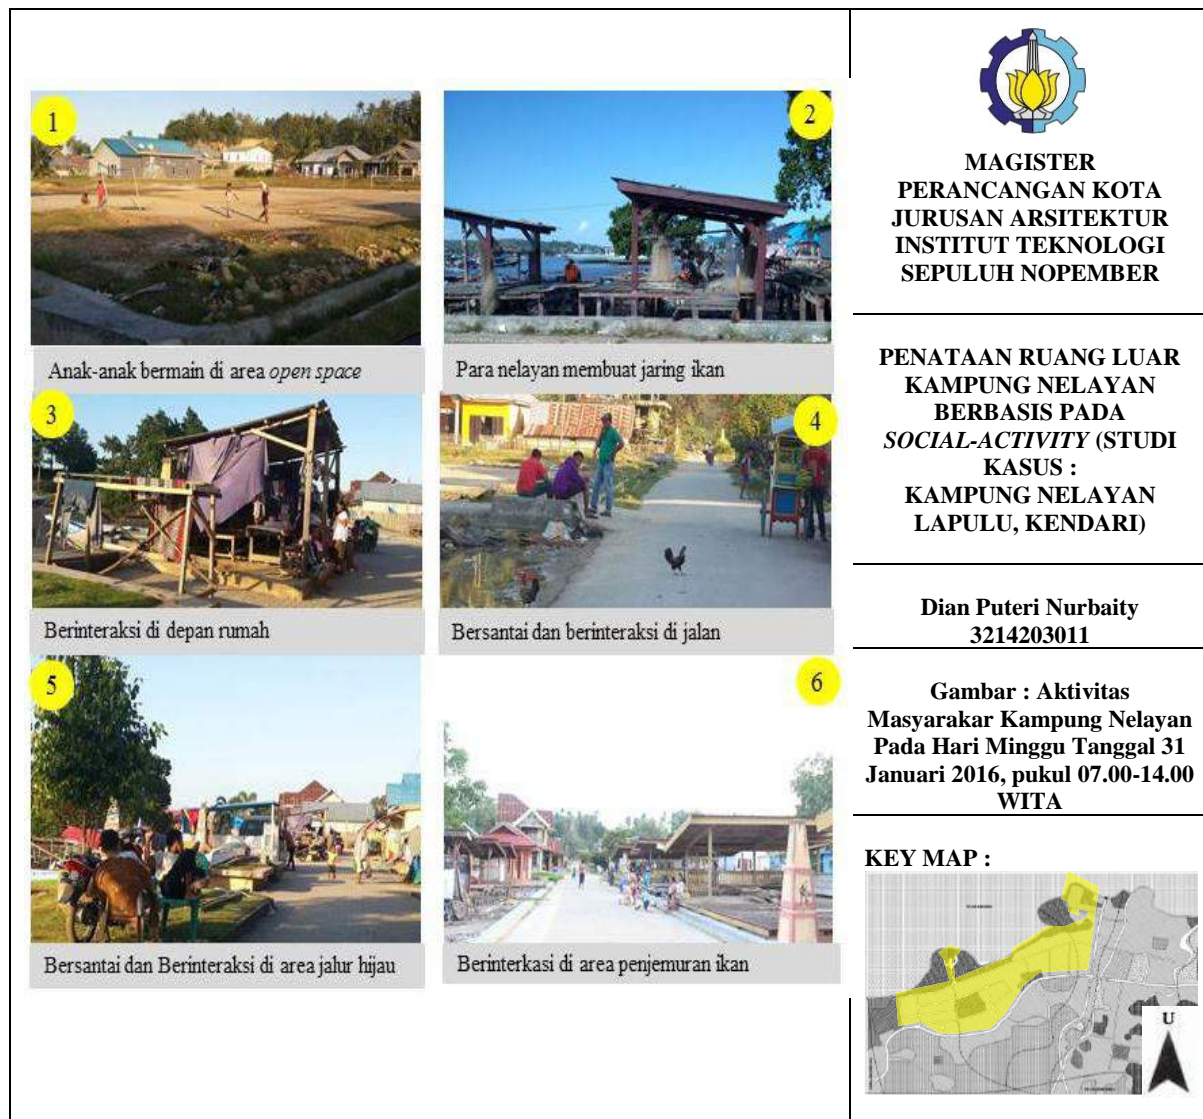 1
2
Anak-anak bermain di area open space
Para nelayan membuat jaring ikan
3
4
Berinteraksi di depan rumah
Bersantai dan berinteraksi di jalan
5
6
Bersantai dan Berinteraksi di area jalur hijau
Berinterkasi di area penjemuran ikan
MAGISTER
PERANCANGAN KOTA
JURUSAN ARSITEKTUR
INSTITUT TEKNOLOGI
SEPULUH NOPEMBER
PENATAAN RUANG LUAR
KAMPUNG NELAYAN
BERBASIS PADA
SOCIAL-ACTIVITY (STUDI
KASUS :
KAMPUNG NELAYAN
LAPULU, KENDARI)
Dian Puteri Nurbaity
3214203011
Gambar : Aktivitas
Masyarakar Kampung Nelayan
Pada Hari Minggu Tanggal 31
Januari 2016, pukul 07.00-14.00
WITA
KEY MAP :
U